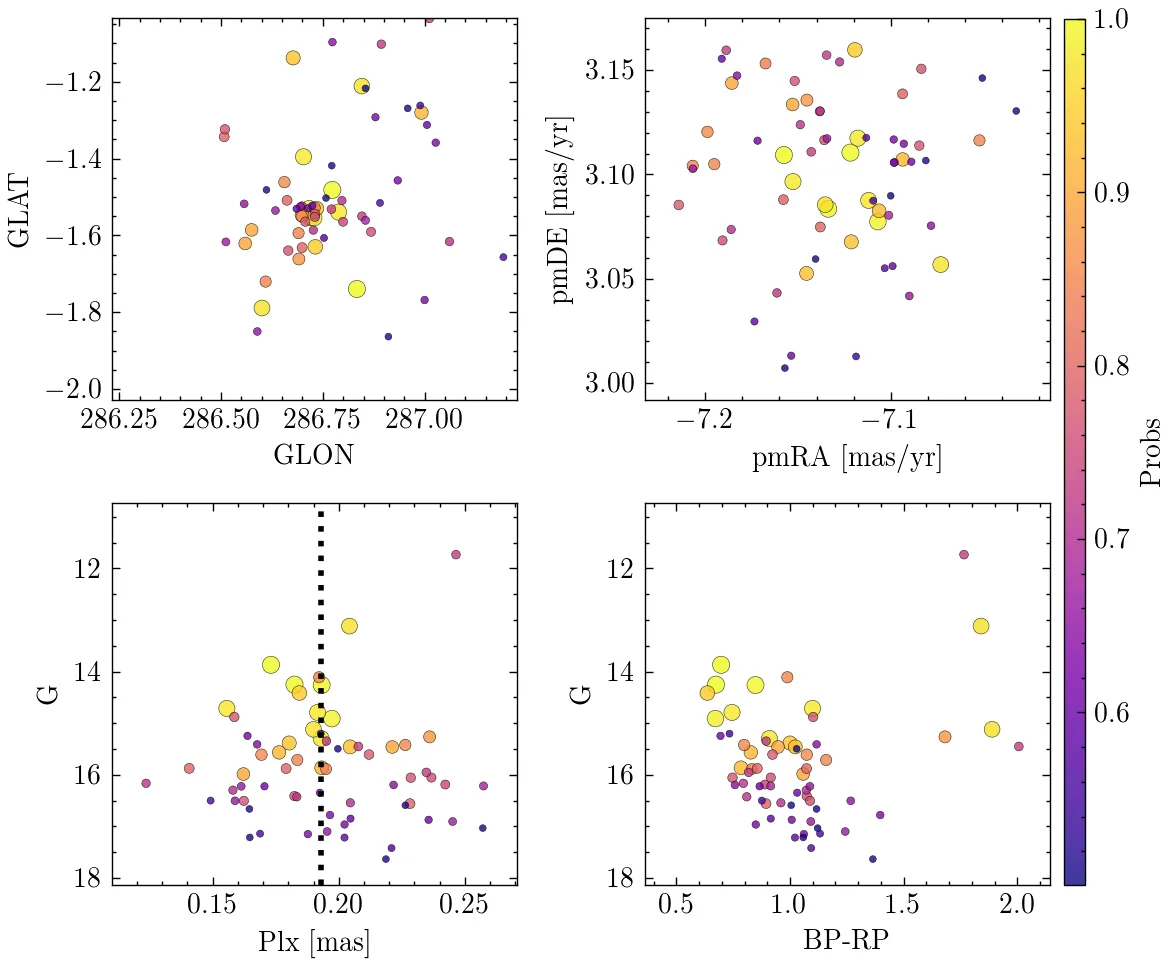 −1.2
−1.4
−1.6
−1.8
−2.0
GLAT
286.25 286.50 286.75 287.00
GLON
3.15
3.10
3.05
3.00
pmDE [mas/yr]
−7.2 −7.1
pmRA [mas/yr]
1.0
0.9
0.8
0.7
0.6
Probs
12
14
16
18
G
0.15 0.20 0.25
Plx [mas]
12
14
16
18
G
0.5 1.0 1.5 2.0
BP-RP